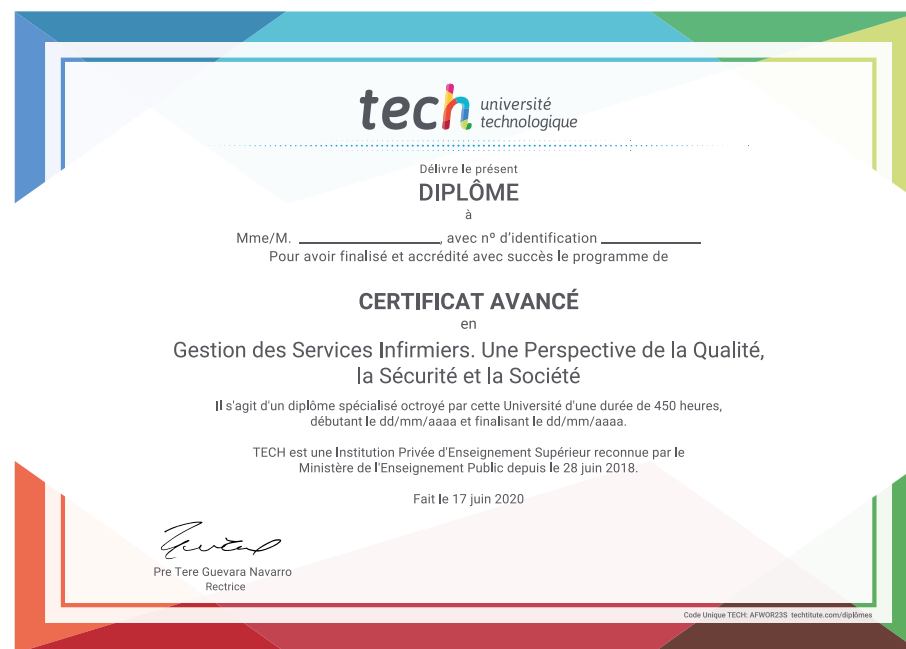 tech université
technologique
Délivre le présent
DIPLÔME
à
Mme/M. ____________________, avec nº d'identification ______________
Pour avoir finalisé et accrédité avec succès le programme de
CERTIFICAT AVANCÉ
en
Gestion des Services Infirmiers. Une Perspective de la Qualité,
la Sécurité et la Société
Il s'agit d'un diplôme spécialisé octroyé par cette Université d'une durée de 450 heures,
débutant le dd/mm/aaaa et finalisant le dd/mm/aaaa.
TECH est une Institution Privée d'Enseignement Supérieur reconnue par le
Ministère de l'Enseignement Public depuis le 28 juin 2018.
Fait le 17 juin 2020
Pre Tere Guevara Navarro
Rectrice
Code Unique TECH: AFWOR23S techtitute.com/diplômes